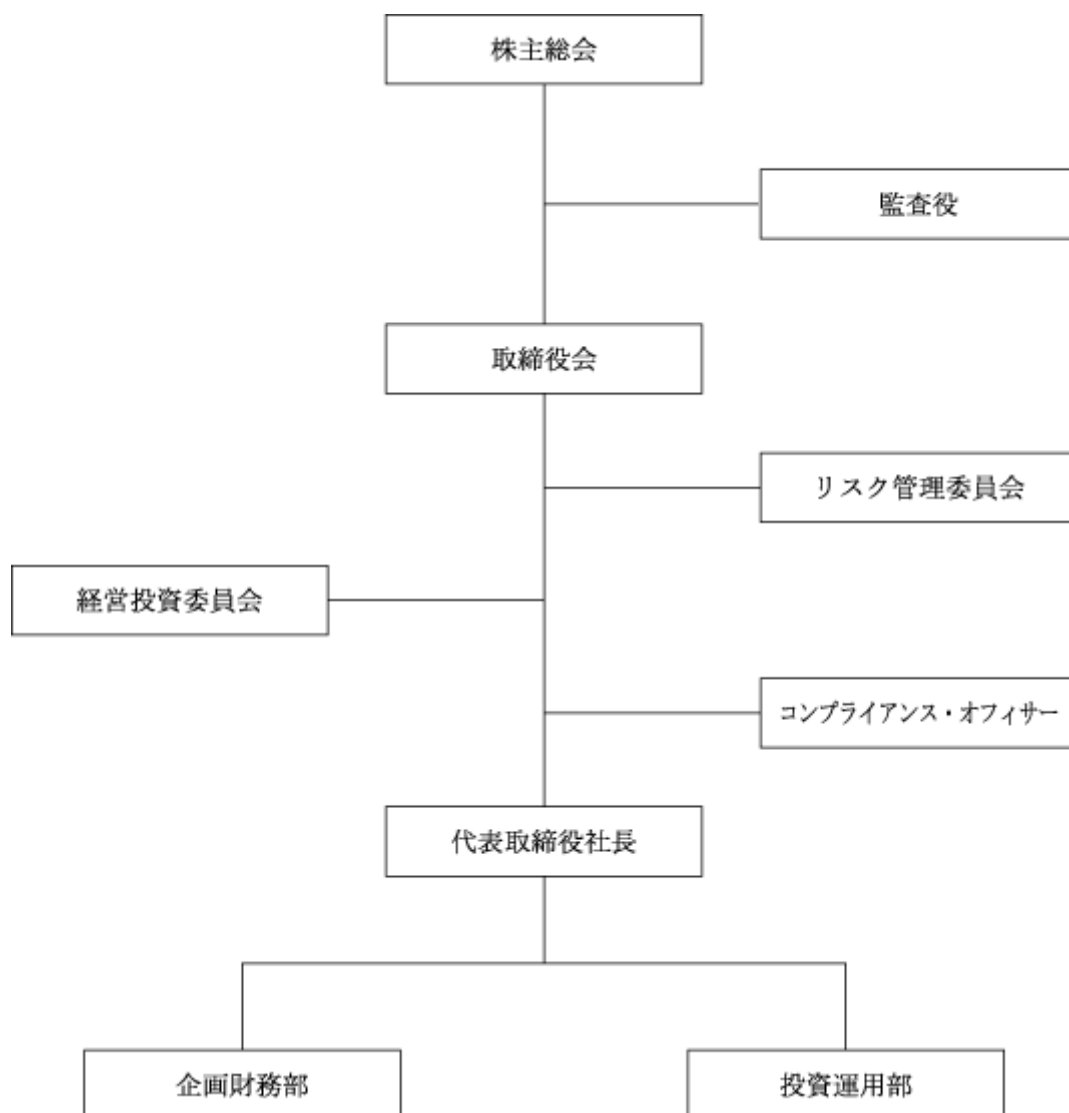 株主総会
監査役
取締役会
リスク管理委員会
経営投資委員会
コンプライアンス・オフィサー
代表取締役社長
企画財務部
投資運用部